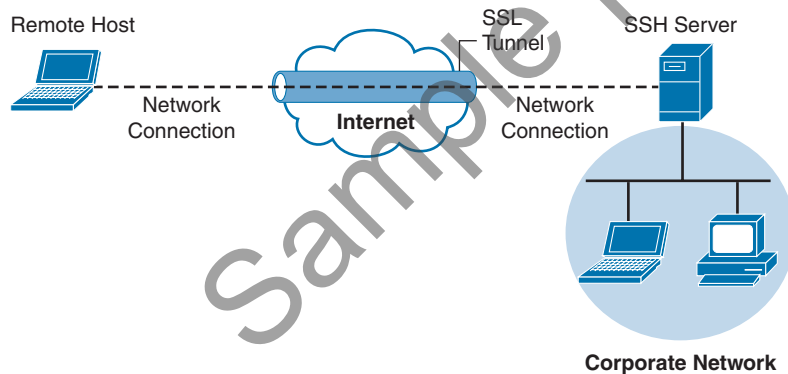 Remote Host
SSL
Tunnel
SSH Server
Network
Connection
Internet
Network
Connection
Corporate Network
Sample